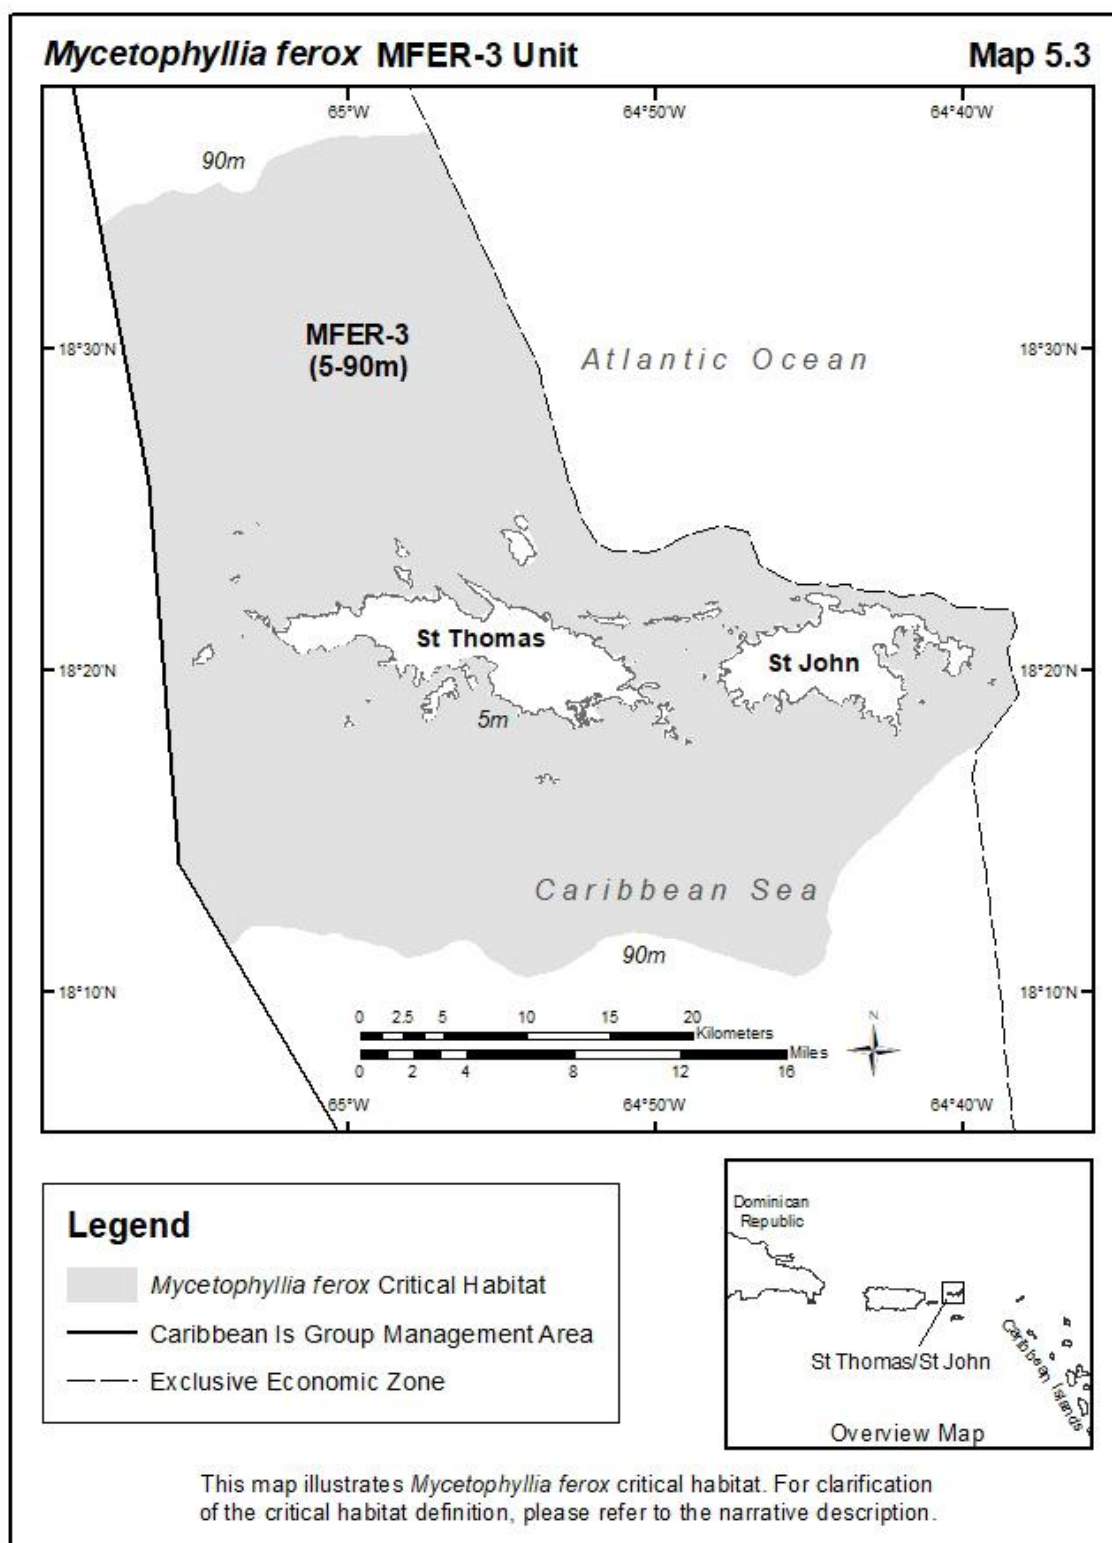 Mycetophyllia ferox MFER-3 Unit
Map 5.3
65°W
64°50'W
64°40'W
90m
MFER-3
(5-90m)
18°30'N
18°30'N
Atlantic Ocean
St Thomas
St John
18°20'N
18°20'N
5m
Caribbean Sea
90m
18°10'N
18°10'N
0 2.5 5 10 15 20
Kilometers
Miles
0 2 4 8 12 16
N
65°W
64°50'W
64°40'W
Legend
Mycetophyllia ferox Critical Habitat
Caribbean Is Group Management Area
Exclusive Economic Zone
Dominican
Republic
St Thomas/St John
Caribbean Islands
Overview Map
This map illustrates Mycetophyllia ferox critical habitat. For clarification
of the critical habitat definition, please refer to the narrative description.